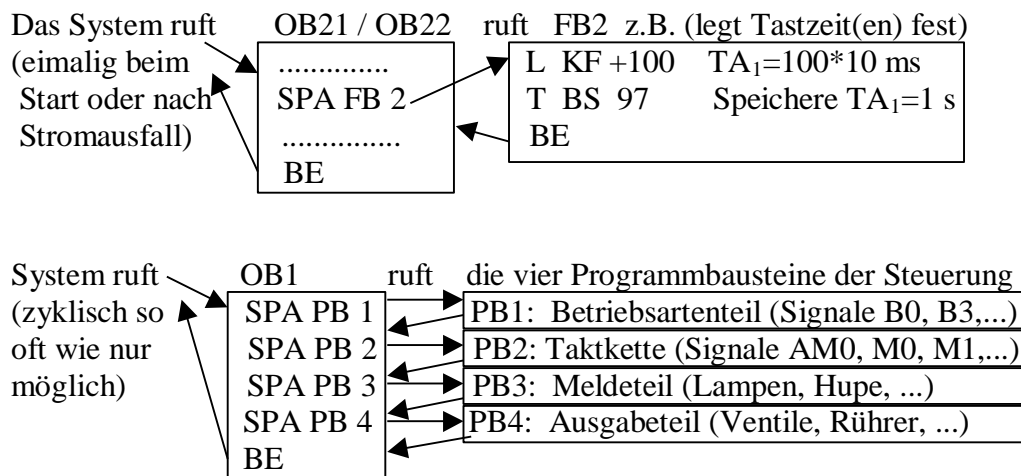 Das System ruft OB21 / OB22 ruft FB2 z.B. (legt Tastzeit(en) fest)
(eimalig beim .............. L KF +100 TA₁=100*10 ms
Start oder nach SPA FB 2 T BS 97 Speichere TA₁=1 s
Stromausfall) ............... BE
BE
System ruft OB1 ruft die vier Programmbausteine der Steuerung
(zyklisch so SPA PB 1 PB1: Betriebsartenteil (Signale B0, B3,...)
oft wie nur SPA PB 2 PB2: Taktkette (Signale AM0, M0, M1,...)
möglich) SPA PB 3 PB3: Meldeteil (Lampen, Hupe, ...)
SPA PB 4 PB4: Ausgabeteil (Ventile, Rührer, ...)
BE